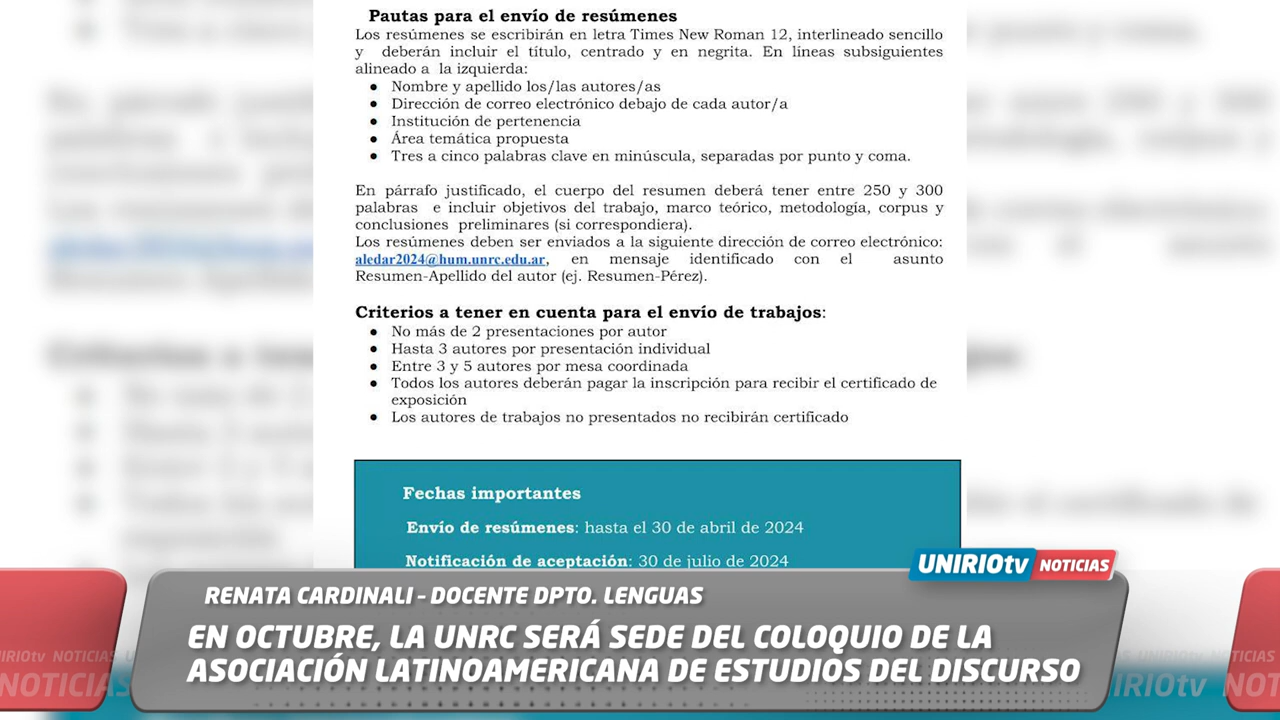 Pautas para el envío de resúmenes
Los resúmenes se escribirán en letra Times New Roman 12, interlineado sencillo
y deberán incluir el título, centrado y en negrita. En líneas subsiguientes
alineado a la izquierda:
● Nombre y apellido los/las autores/as
● Dirección de correo electrónico debajo de cada autor/a
● Institución de pertenencia
● Área temática propuesta
● Tres a cinco palabras clave en minúscula, separadas por punto y coma.
En párrafo justificado, el cuerpo del resumen deberá tener entre 250 y 300
palabras e incluir objetivos del trabajo, marco teórico, metodología, corpus y
conclusiones preliminares (si correspondiera).
Los resúmenes deben ser enviados a la siguiente dirección de correo electrónico:
aledar2024@hum.unrc.edu.ar, en mensaje identificado con el asunto
Resumen-Apellido del autor (ej. Resumen-Pérez).
Criterios a tener en cuenta para el envío de trabajos:
● No más de 2 presentaciones por autor
● Hasta 3 autores por presentación individual
● Entre 3 y 5 autores por mesa coordinada
● Todos los autores deberán pagar la inscripción para recibir el certificado de
exposición
● Los autores de trabajos no presentados no recibirán certificado
Fechas importantes
Envío de resúmenes: hasta el 30 de abril de 2024
Notificación de aceptación: 30 de julio de 2024
UNIRIOtv NOTICIAS
RENATA CARDINALI - DOCENTE DPTO. LENGUAS
EN OCTUBRE, LA UNRC SERÁ SEDE DEL COLOQUIO DE LA
ASOCIACIÓN LATINOAMERICANA DE ESTUDIOS DEL DISCURSO